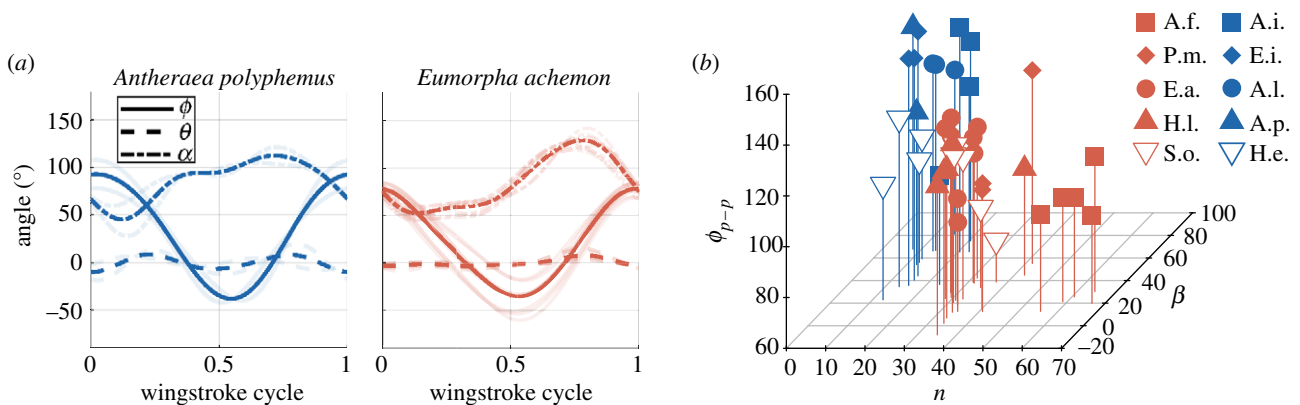 (a)
Antheraea polyphemus
Eumorpha achemon
ϕ
θ
α
angle (°)
150
100
50
0
−50
0
0.5
1
0
0.5
1
wingstroke cycle
wingstroke cycle
(b)
A.f.
A.i.
P.m.
E.i.
E.a.
A.l.
H.l.
A.p.
S.o.
H.e.
ϕp−p
160
140
120
100
80
60
0
10
20
30
40
50
60
70
n
−20
0
20
40
60
80
100
β